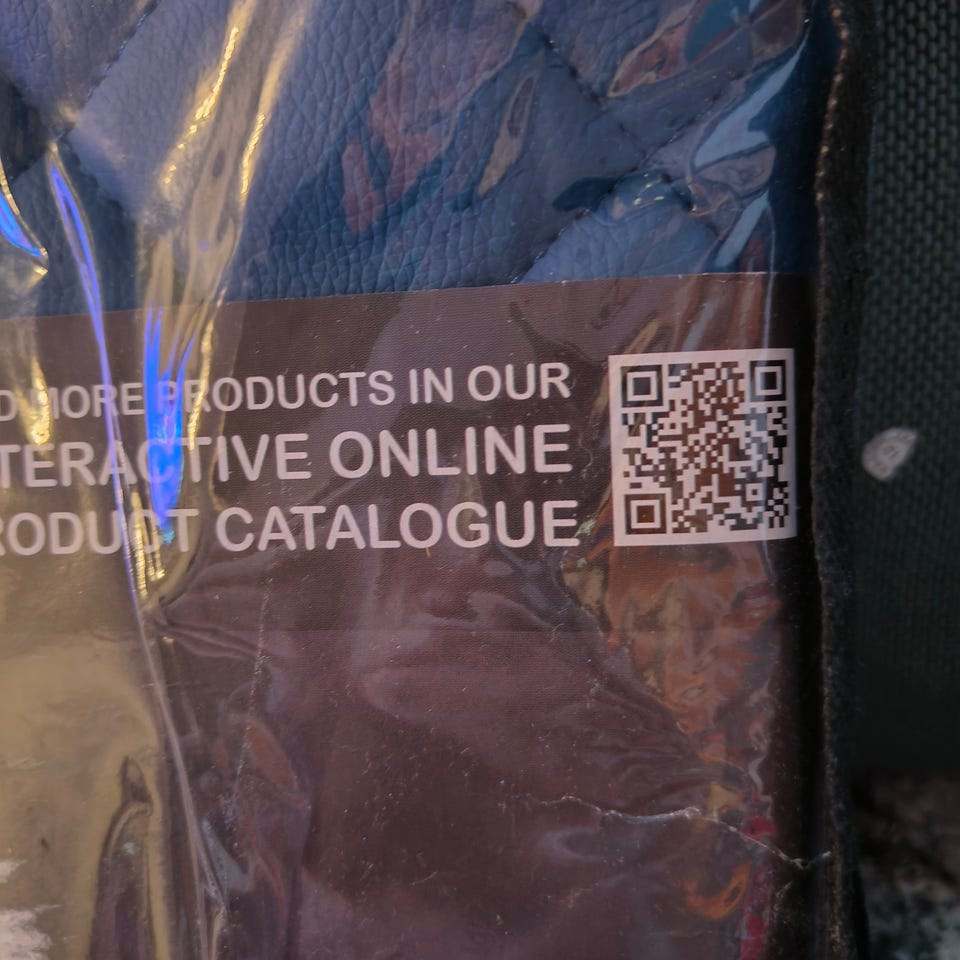 D MORE PRODUCTS IN OUR
TERACTIVE ONLINE
RODUCT CATALOGUE